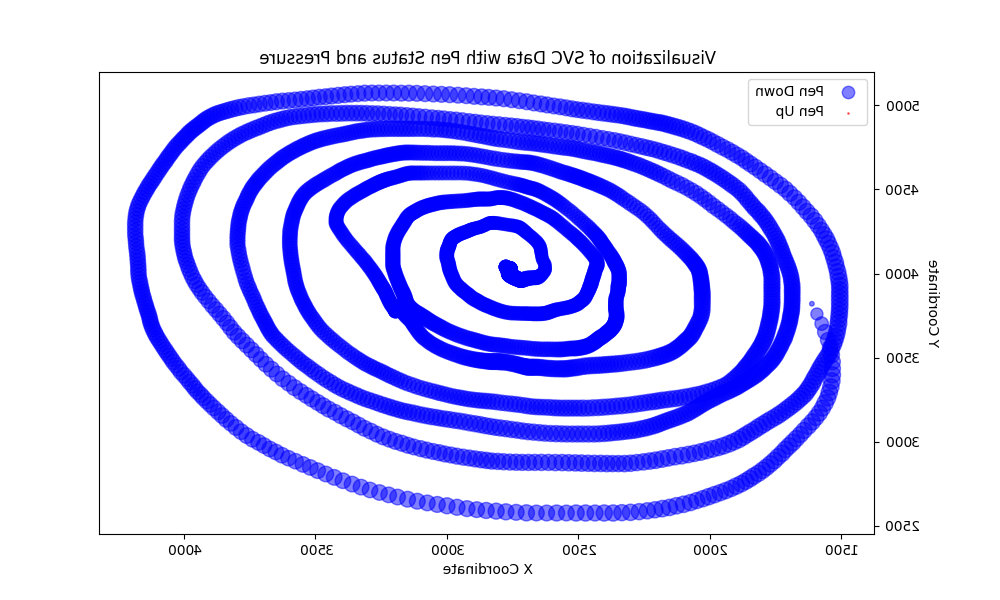 Visualization of SVC Data with Pen Status and Pressure
Pen Down
Pen Up
5000
4500
4000
3500
3000
2500
Y Coordinate
4000
3500
3000
2500
2000
1500
X Coordinate